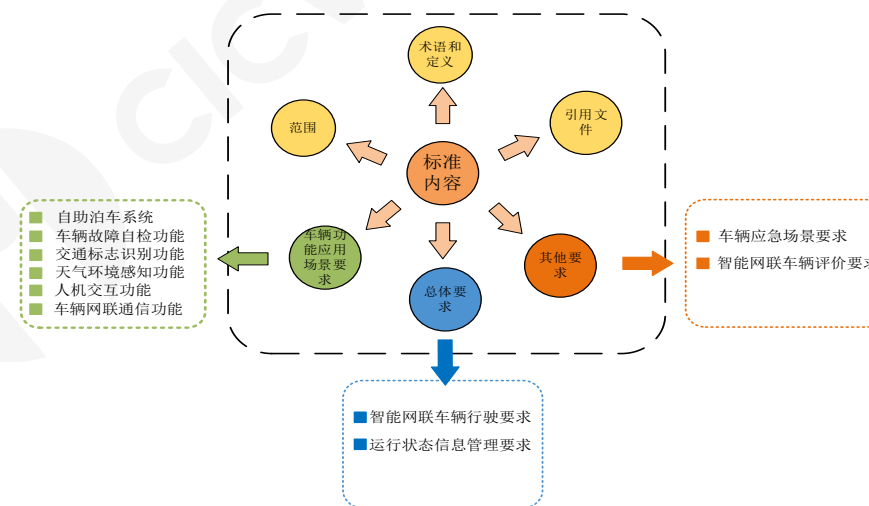 术语和
定义
范围
引用文
件
标准
内容
车辆功
能应用
场景要
求
总体要
求
其他要
求
自助泊车系统
车辆故障自检功能
交通标志识别功能
天气环境感知功能
人机交互功能
车辆网联通信功能
车辆应急场景要求
智能网联车辆评价要求
智能网联车辆行驶要求
运行状态信息管理要求